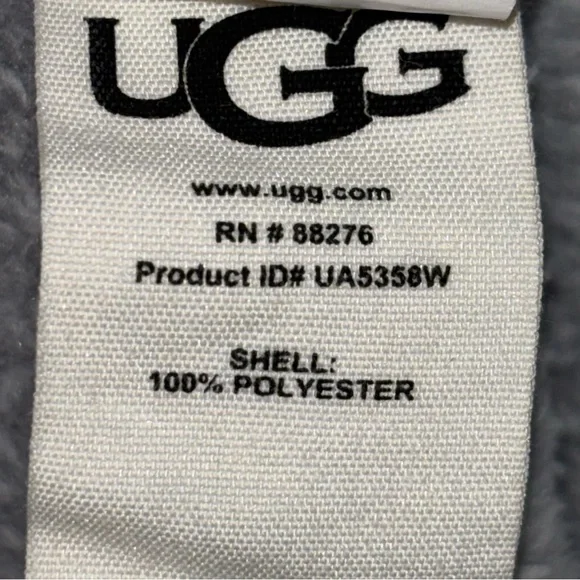 UGG
www.ugg.com
RN # 88276
Product ID# UA5358W
SHELL:
100% POLYESTER